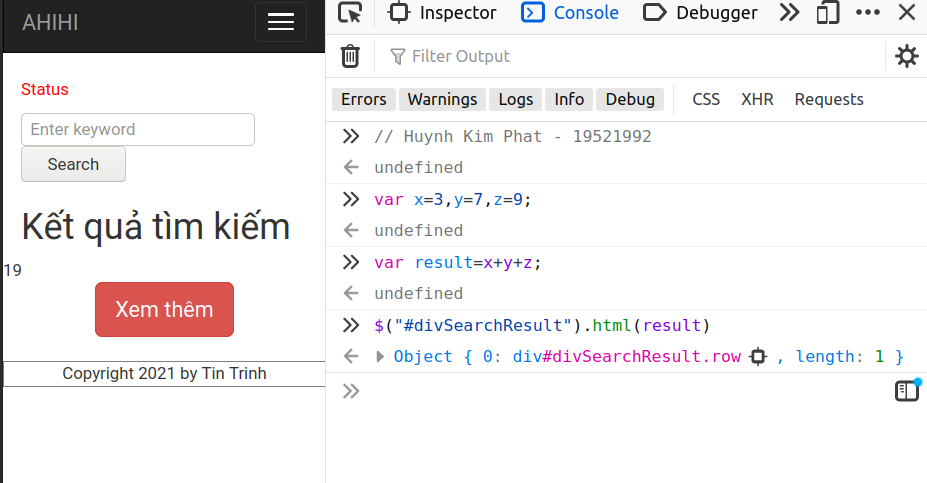 AHIHI
Status
Enter keyword
Search
Kết quả tìm kiếm
19
Xem thêm
Copyright 2021 by Tin Trinh
Inspector Console Debugger
Filter Output
Errors Warnings Logs Info Debug CSS XHR Requests
// Huynh Kim Phat - 19521992
undefined
var x=3,y=7,z=9;
undefined
var result=x+y+z;
undefined
$("#divSearchResult").html(result)
Object { 0: div#divSearchResult.row , length: 1 }